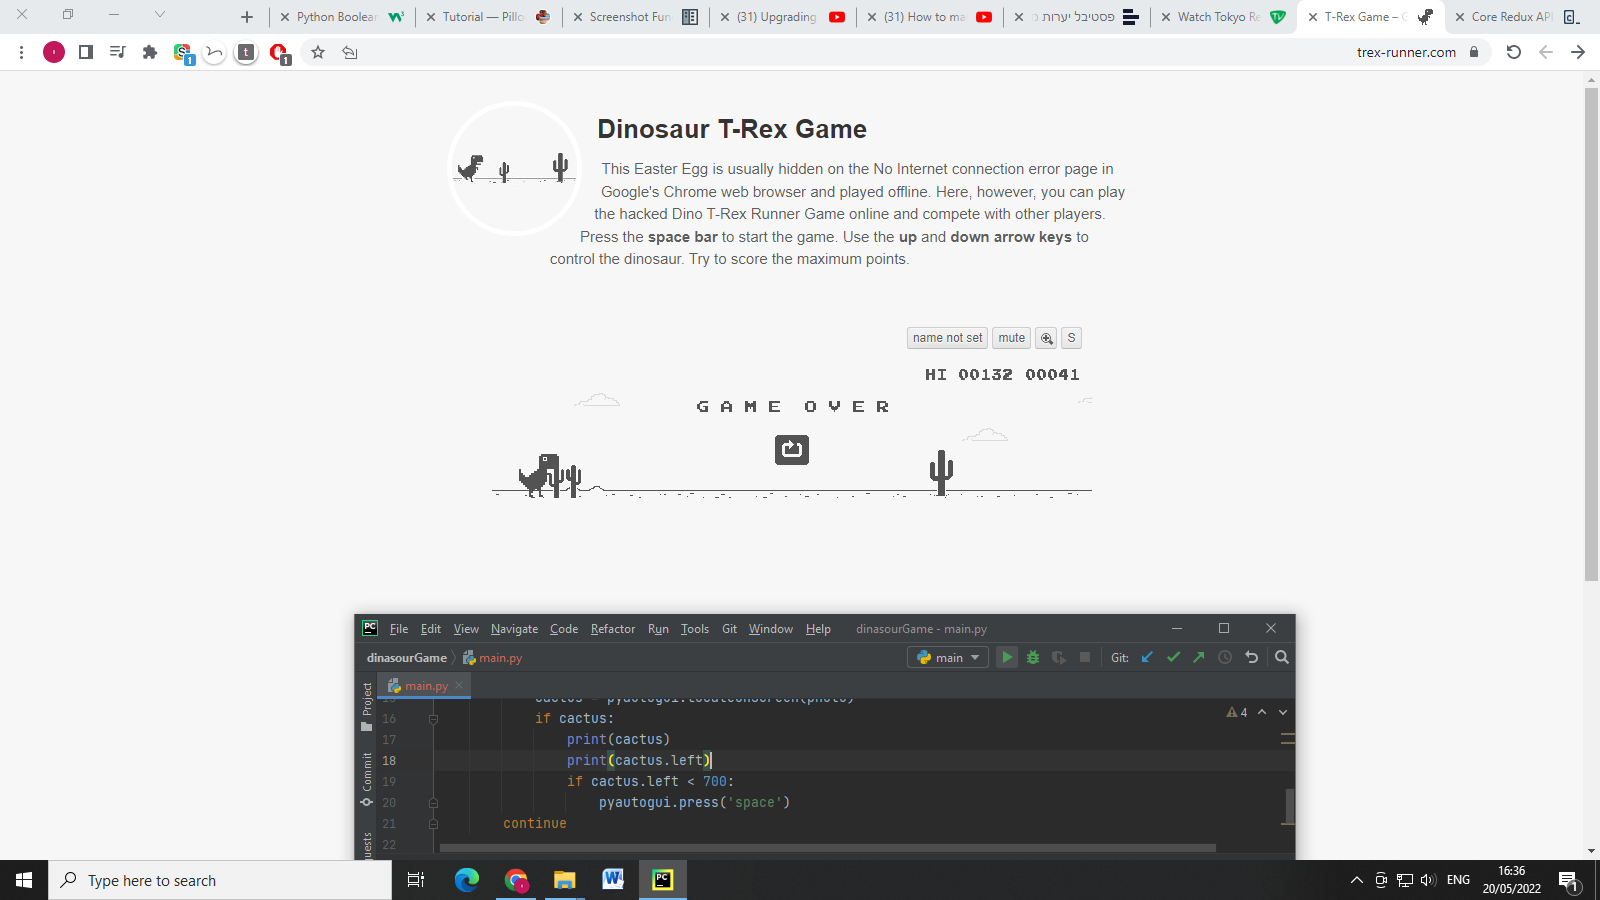 Python Boolear
Tutorial — Pillo
Screenshot Fun
(31) Upgrading
(31) How to ma
פסטיבל יערות מ
Watch Tokyo Re
T-Rex Game – G
Core Redux API
1
t
1
trex-runner.com
Dinosaur T-Rex Game
This Easter Egg is usually hidden on the No Internet connection error page in
Google's Chrome web browser and played offline. Here, however, you can play
the hacked Dino T-Rex Runner Game online and compete with other players.
Press the space bar to start the game. Use the up and down arrow keys to
control the dinosaur. Try to score the maximum points.
name not set mute S
HI 00132 00041
GAME OVER
PC File Edit View Navigate Code Refactor Run Tools Git Window Help dinasourGame - main.py
dinasourGame main.py main Git:
main.py
Project
Commit
16 if cactus:
17 print(cactus)
18 print(cactus.left)
19 if cactus.left < 700:
20 pyautogui.press('space')
21 continue
22
4
Type here to search
PC
ENG
16:36
20/05/2022
1